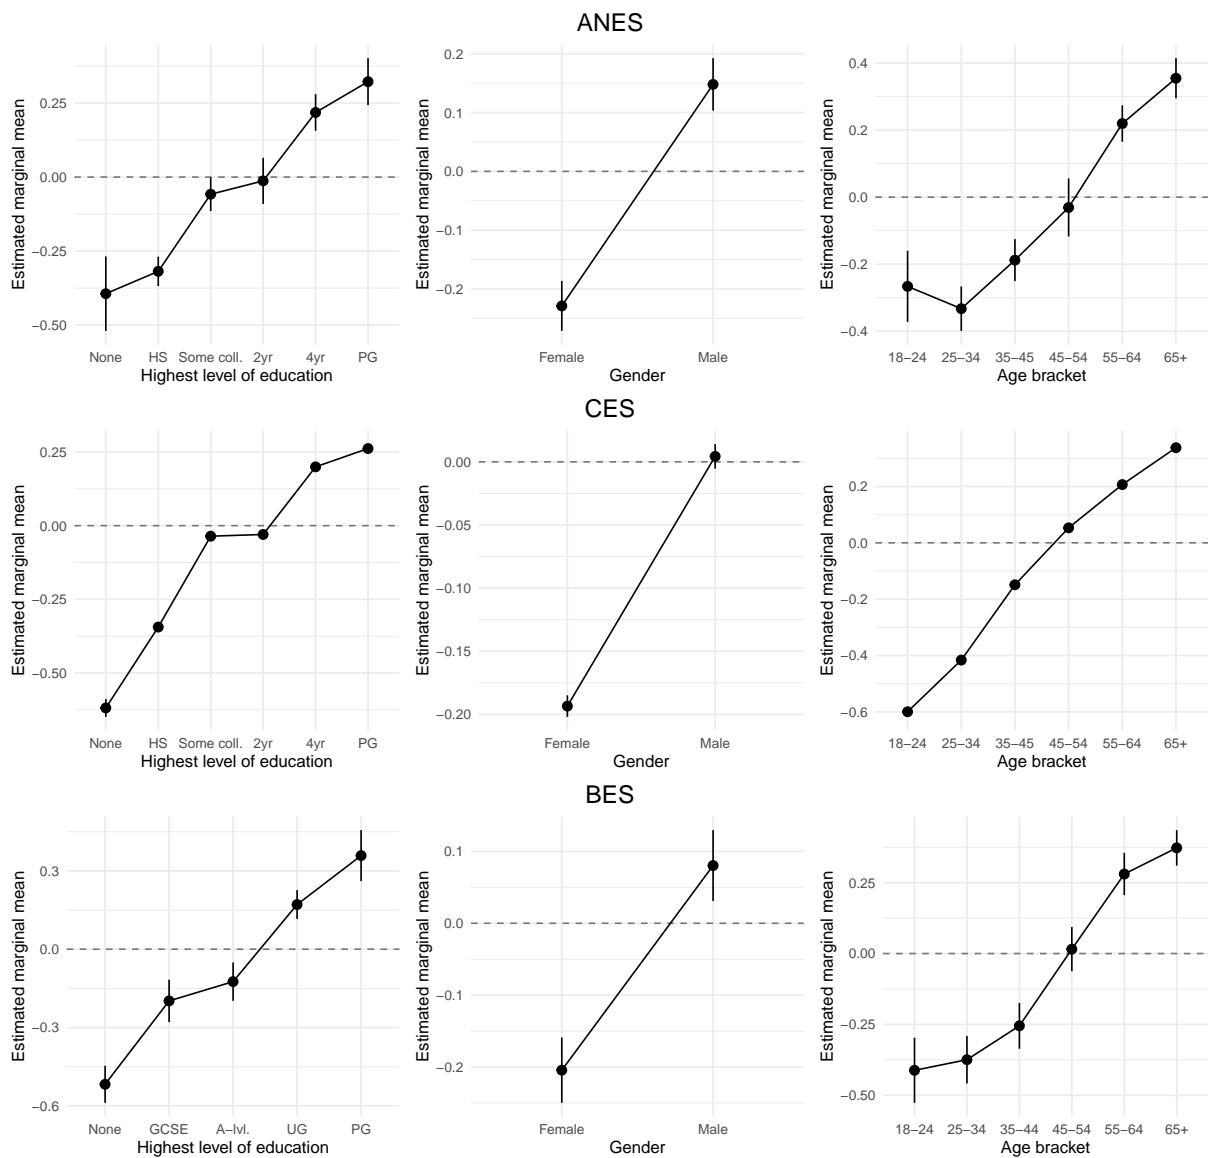 ANES
Estimated marginal mean
0.25
0.00
−0.25
−0.50
None HS Some coll. 2yr 4yr PG
Highest level of education
Estimated marginal mean
0.2
0.1
0.0
−0.1
−0.2
Female Male
Gender
Estimated marginal mean
0.4
0.2
0.0
−0.2
−0.4
18−24 25−34 35−45 45−54 55−64 65+
Age bracket
CES
Estimated marginal mean
0.25
0.00
−0.25
−0.50
None HS Some coll. 2yr 4yr PG
Highest level of education
Estimated marginal mean
0.00
−0.05
−0.10
−0.15
−0.20
Female Male
Gender
Estimated marginal mean
0.2
0.0
−0.2
−0.4
−0.6
18−24 25−34 35−45 45−54 55−64 65+
Age bracket
BES
Estimated marginal mean
0.3
0.0
−0.3
−0.6
None GCSE A−lvl. UG PG
Highest level of education
Estimated marginal mean
0.1
0.0
−0.1
−0.2
Female Male
Gender
Estimated marginal mean
0.25
0.00
−0.25
−0.50
18−24 25−34 35−44 45−54 55−64 65+
Age bracket